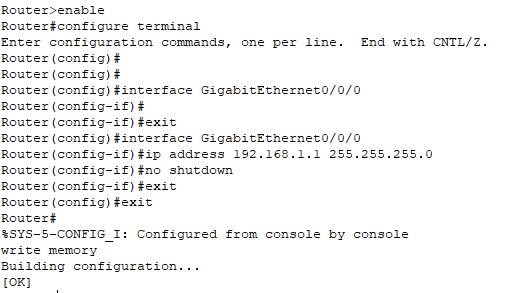 Router>enable
Router#configure terminal
Enter configuration commands, one per line.  End with CNTL/Z.
Router(config)#
Router(config)#
Router(config)#interface GigabitEthernet0/0/0
Router(config-if)#
Router(config-if)#exit
Router(config)#interface GigabitEthernet0/0/0
Router(config-if)#ip address 192.168.1.1 255.255.255.0
Router(config-if)#no shutdown
Router(config-if)#exit
Router(config)#exit
Router#
%SYS-5-CONFIG_I: Configured from console by console
write memory
Building configuration...
[OK]